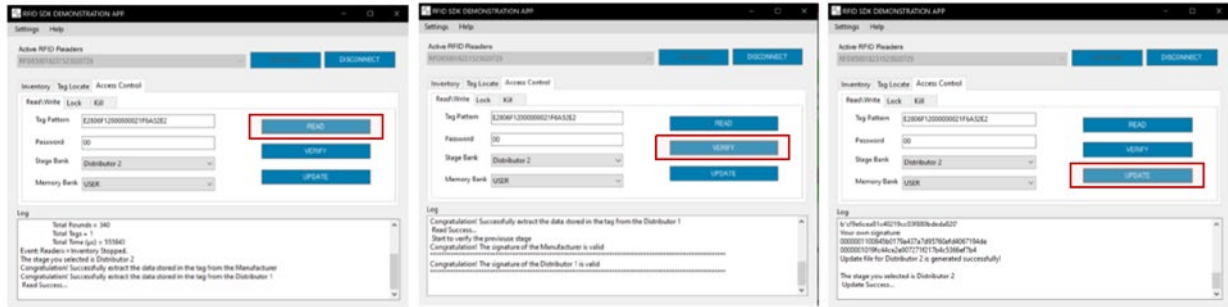 RFID SDK DEMONSTRATION APP
Settings Help
Active RFID Readers
DISCONNECT
Inventory Tag Locate Access Control
Read\Write Lock Kill
Tag Pattern E2806F1200000021F6A52E2
READ
Password 00
VERIFY
Stage Bank Distributor 2
Memory Bank USER
UPDATE
Log
Total Rounds = 340
Total Tags = 1
Total Time (µs) = 555843
Event: Readers > Inventory Stopped.
The stage you selected is Distributor 2
Congratulation! Successfully extract the data stored in the tag from the Manufacturer
Congratulation! Successfully extract the data stored in the tag from the Distributor 1
Read Success...
RFID SDK DEMONSTRATION APP
Settings Help
Active RFID Readers
DISCONNECT
Inventory Tag Locate Access Control
Read\Write Lock Kill
Tag Pattern E2806F1200000021F6A52E2
READ
Password 00
VERIFY
Stage Bank Distributor 2
Memory Bank USER
UPDATE
Log
Congratulation! Successfully extract the data stored in the tag from the Distributor 1
Read Success...
Start to verify the previouse stage
Congratulation! The signature of the Manufacturer is valid
Congratulation! The signature of the Distributor 1 is valid
RFID SDK DEMONSTRATION APP
Settings Help
Active RFID Readers
DISCONNECT
Inventory Tag Locate Access Control
Read\Write Lock Kill
Tag Pattern E2806F1200000021F6A52E2
READ
Password 00
VERIFY
Stage Bank Distributor 2
Memory Bank USER
UPDATE
Log
Your own signature:
Update file for Distributor 2 is generated successfully!
The stage you selected is Distributor 2
Update Success...